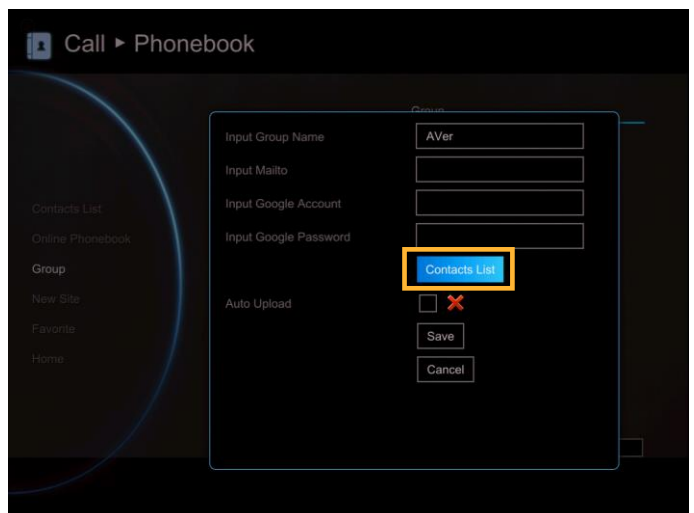 Call ▸ Phonebook
Group
Input Group Name
AVer
Input Mailto
Input Google Account
Input Google Password
Contacts List
Auto Upload
Save
Cancel
Contacts List
Online Phonebook
Group
New Site
Favorite
Home